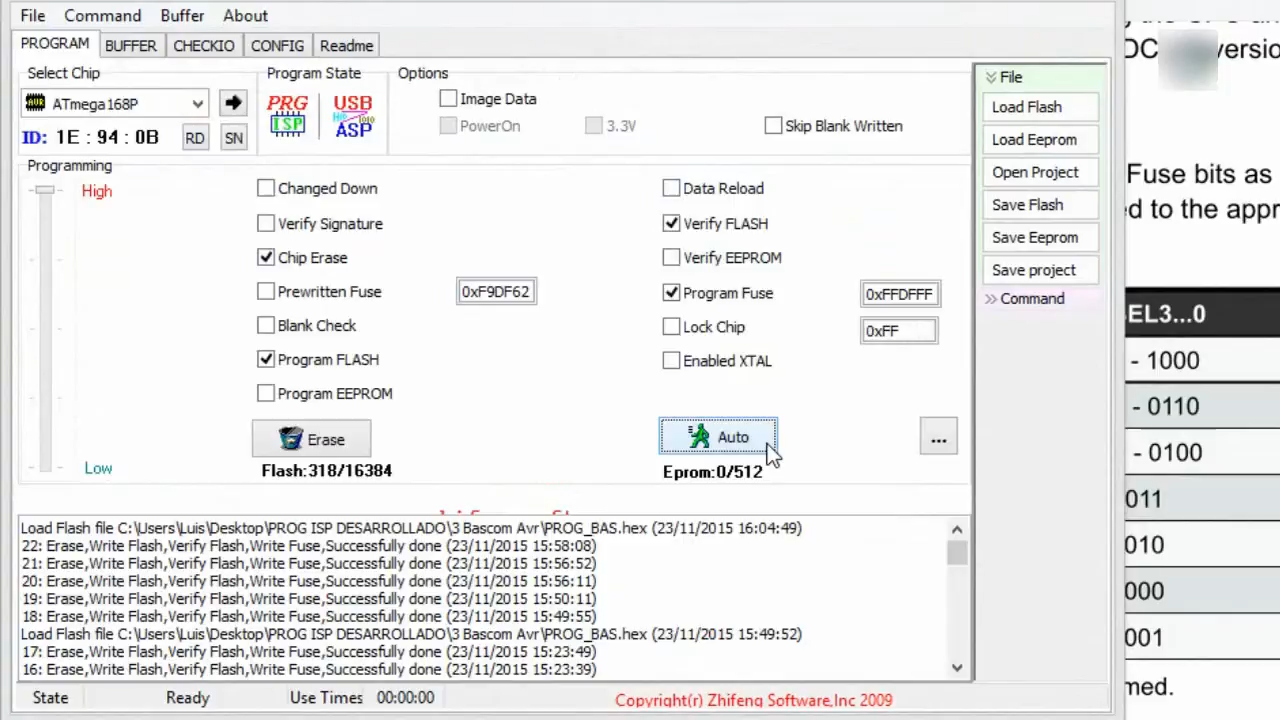 File Command Buffer About
PROGRAM BUFFER CHECKIO CONFIG Readme
Select Chip
ATmega168P
ID: 1E : 94 : 0B RD SN
Program State
PRG ISP USB ASP
Options
Image Data
PowerOn 3.3V Skip Blank Written
Programming
High
Low
Changed Down
Verify Signature
Chip Erase
Prewritten Fuse 0xF9DF62
Blank Check
Program FLASH
Program EEPROM
Erase
Flash:318/16384
Data Reload
Verify FLASH
Verify EEPROM
Program Fuse 0xFFDFFF
Lock Chip 0xFF
Enabled XTAL
Auto ...
Eprom:0/512
Load Flash file C:\Users\Luis\Desktop\PROG ISP DESARROLLADO\3 Bascom Avr\PROG_BAS.hex (23/11/2015 16:04:49)
22: Erase,Write Flash,Verify Flash,Write Fuse,Successfully done (23/11/2015 15:58:08)
21: Erase,Write Flash,Verify Flash,Write Fuse,Successfully done (23/11/2015 15:56:52)
20: Erase,Write Flash,Verify Flash,Write Fuse,Successfully done (23/11/2015 15:56:11)
19: Erase,Write Flash,Verify Flash,Write Fuse,Successfully done (23/11/2015 15:50:11)
18: Erase,Write Flash,Verify Flash,Write Fuse,Successfully done (23/11/2015 15:49:55)
Load Flash file C:\Users\Luis\Desktop\PROG ISP DESARROLLADO\3 Bascom Avr\PROG_BAS.hex (23/11/2015 15:49:52)
17: Erase,Write Flash,Verify Flash,Write Fuse,Successfully done (23/11/2015 15:23:49)
16: Erase,Write Flash,Verify Flash,Write Fuse,Successfully done (23/11/2015 15:23:39)
State Ready Use Times 00:00:00 Copyright(r) Zhifeng Software,Inc 2009
File
Load Flash
Load Eeprom
Open Project
Save Flash
Save Eeprom
Save project
Command
Fuse bits as
d to the appr
EL3...0
- 1000
- 0110
- 0100
011
010
000
001
med.